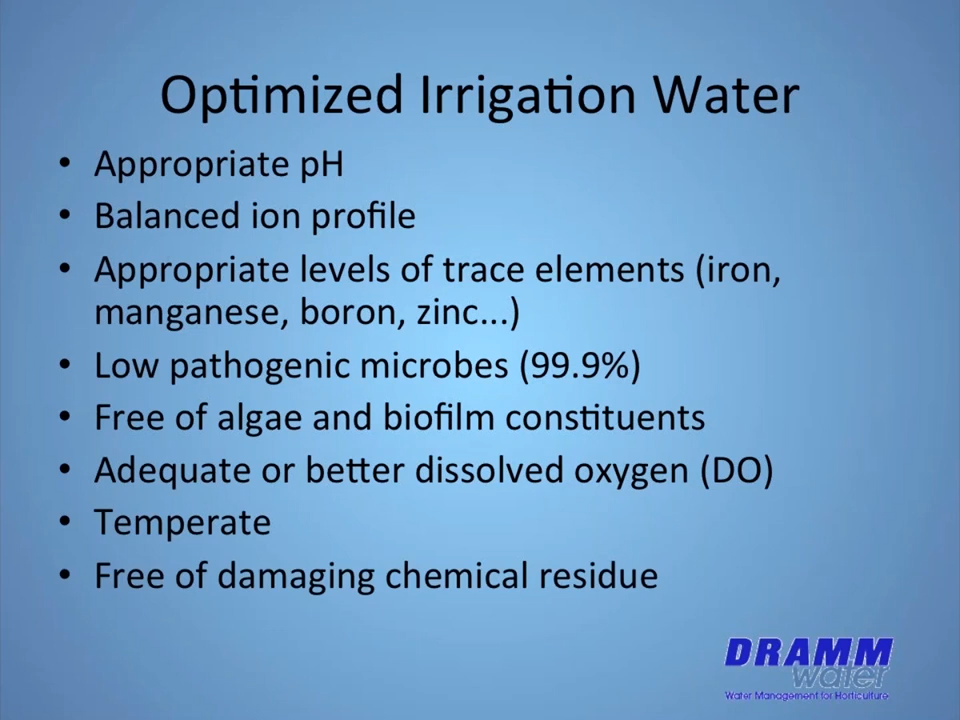 Optimized Irrigation Water
• Appropriate pH
• Balanced ion profile
• Appropriate levels of trace elements (iron,
manganese, boron, zinc...)
• Low pathogenic microbes (99.9%)
• Free of algae and biofilm constituents
• Adequate or better dissolved oxygen (DO)
• Temperate
• Free of damaging chemical residue
DRAMM
water
Water Management for Horticulture